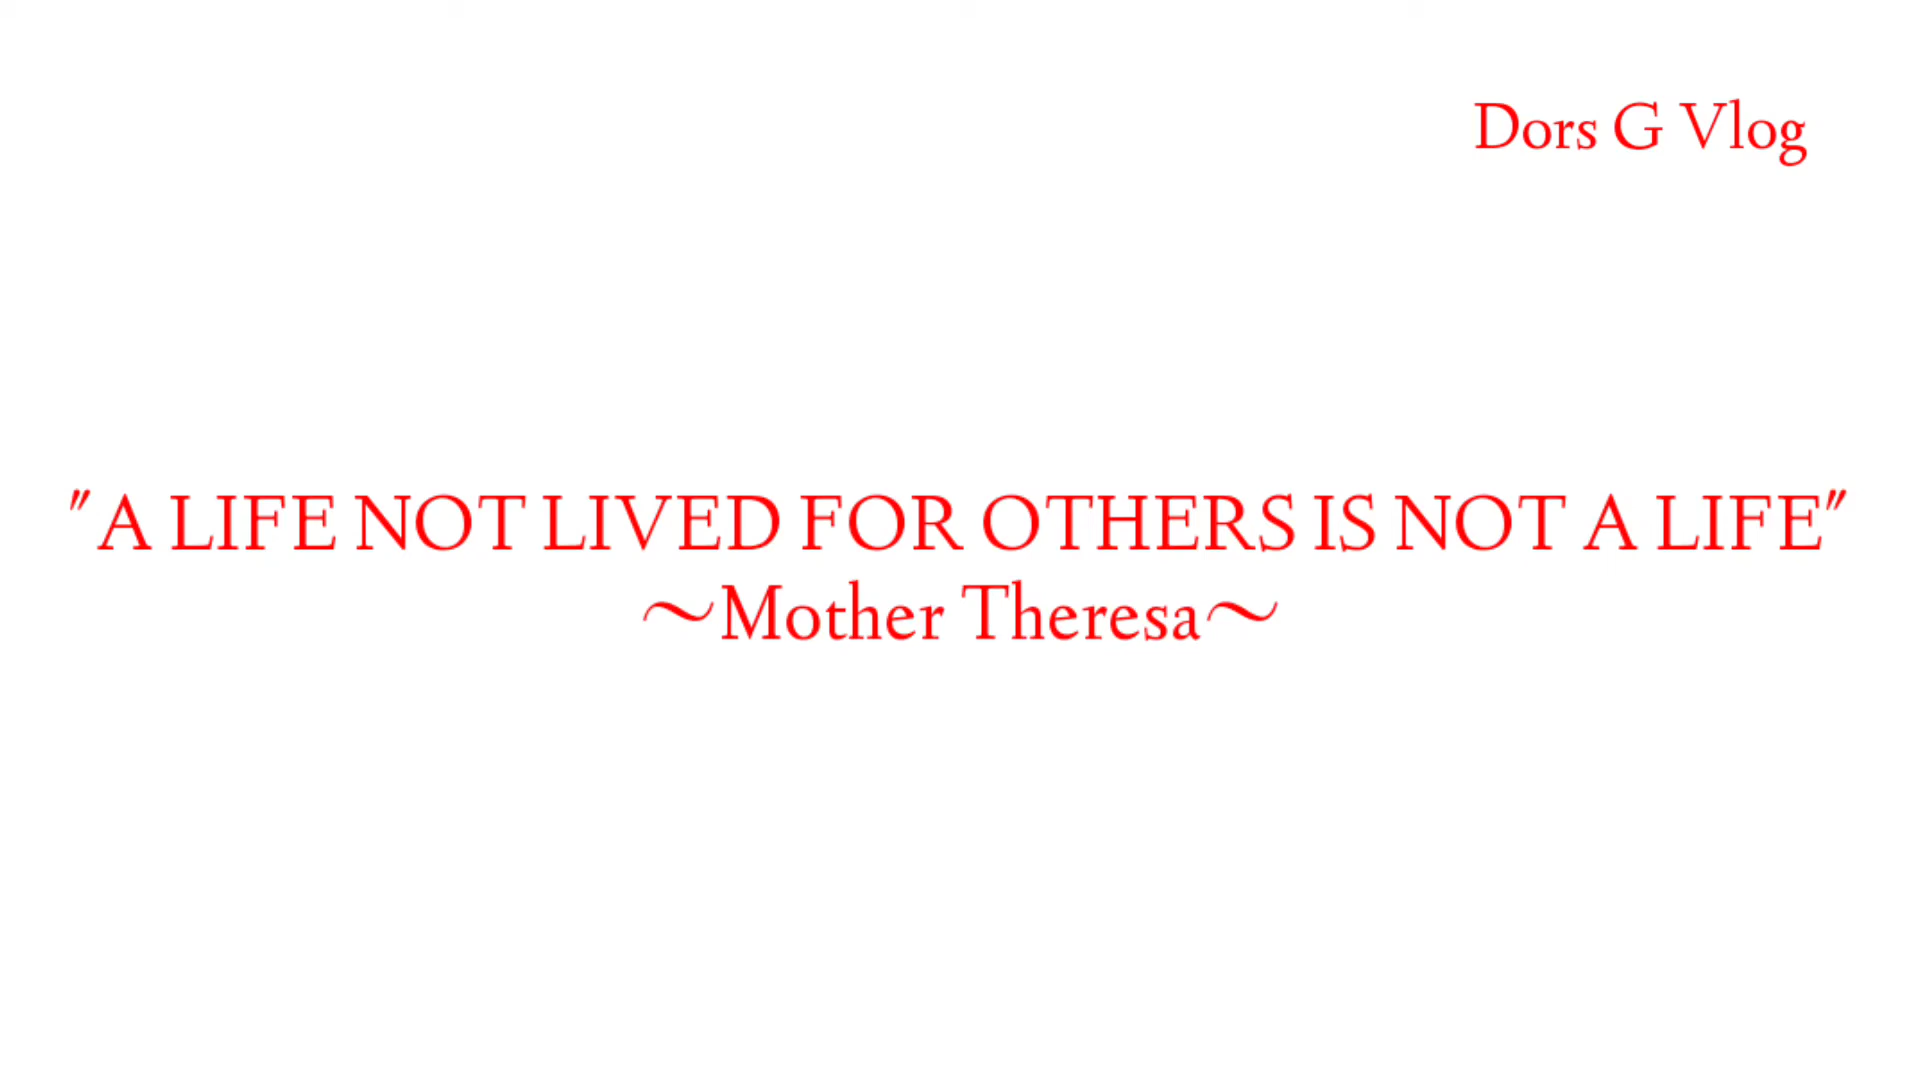 Dors G Vlog
"A LIFE NOT LIVED FOR OTHERS IS NOT A LIFE"
～Mother Theresa～